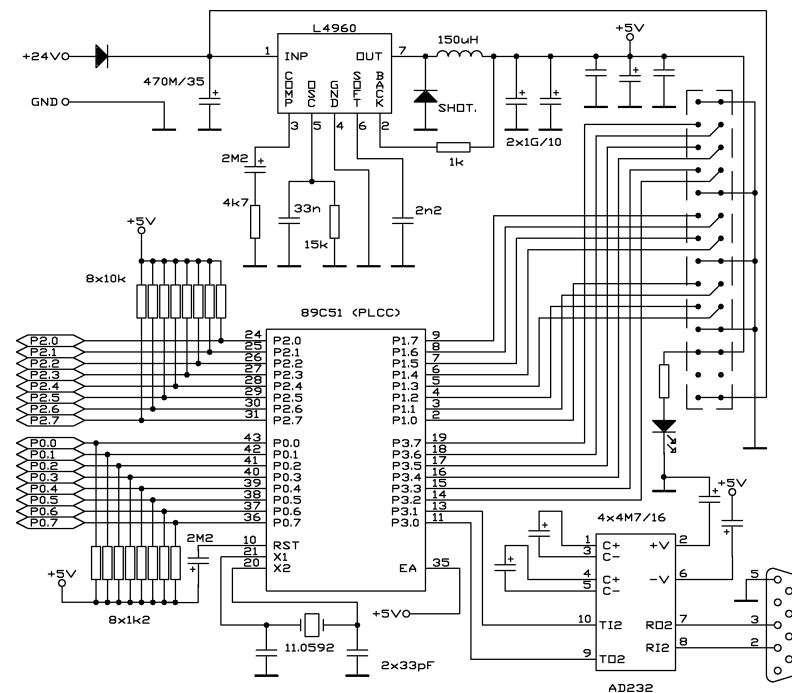 L4960
+24V
1
INP
OUT
7
150uH
+5V
COMP
OSC
GND
SOFT
BACK
470M/35
GND
SHOT.
2x1G/10
3
5
4
6
2
1k
2M2
4k7
33n
15k
2n2
+5V
8x10k
89C51 (PLCC)
P2.0
24
P2.0
P1.7
9
P2.1
25
P2.1
P1.6
8
P2.2
26
P2.2
P1.5
7
P2.3
27
P2.3
P1.4
6
P2.4
28
P2.4
P1.3
5
P2.5
29
P2.5
P1.2
4
P2.6
30
P2.6
P1.1
3
P2.7
31
P2.7
P1.0
2
P0.0
43
P0.0
P3.7
19
P0.1
42
P0.1
P3.6
18
P0.2
41
P0.2
P3.5
17
P0.3
40
P0.3
P3.4
16
P0.4
39
P0.4
P3.3
15
P0.5
38
P0.5
P3.2
14
P0.6
37
P0.6
P3.1
13
P0.7
36
P0.7
P3.0
11
2M2
10
RST
21
X1
20
X2
EA
35
+5V
8x1k2
+5V
11.0592
2x33pF
+5V
4x4M7/16
1
C+
+V
2
3
C-
4
C+
-V
6
5
C-
10
TI2
RO2
7
9
TO2
RI2
8
AD232
5
3
2